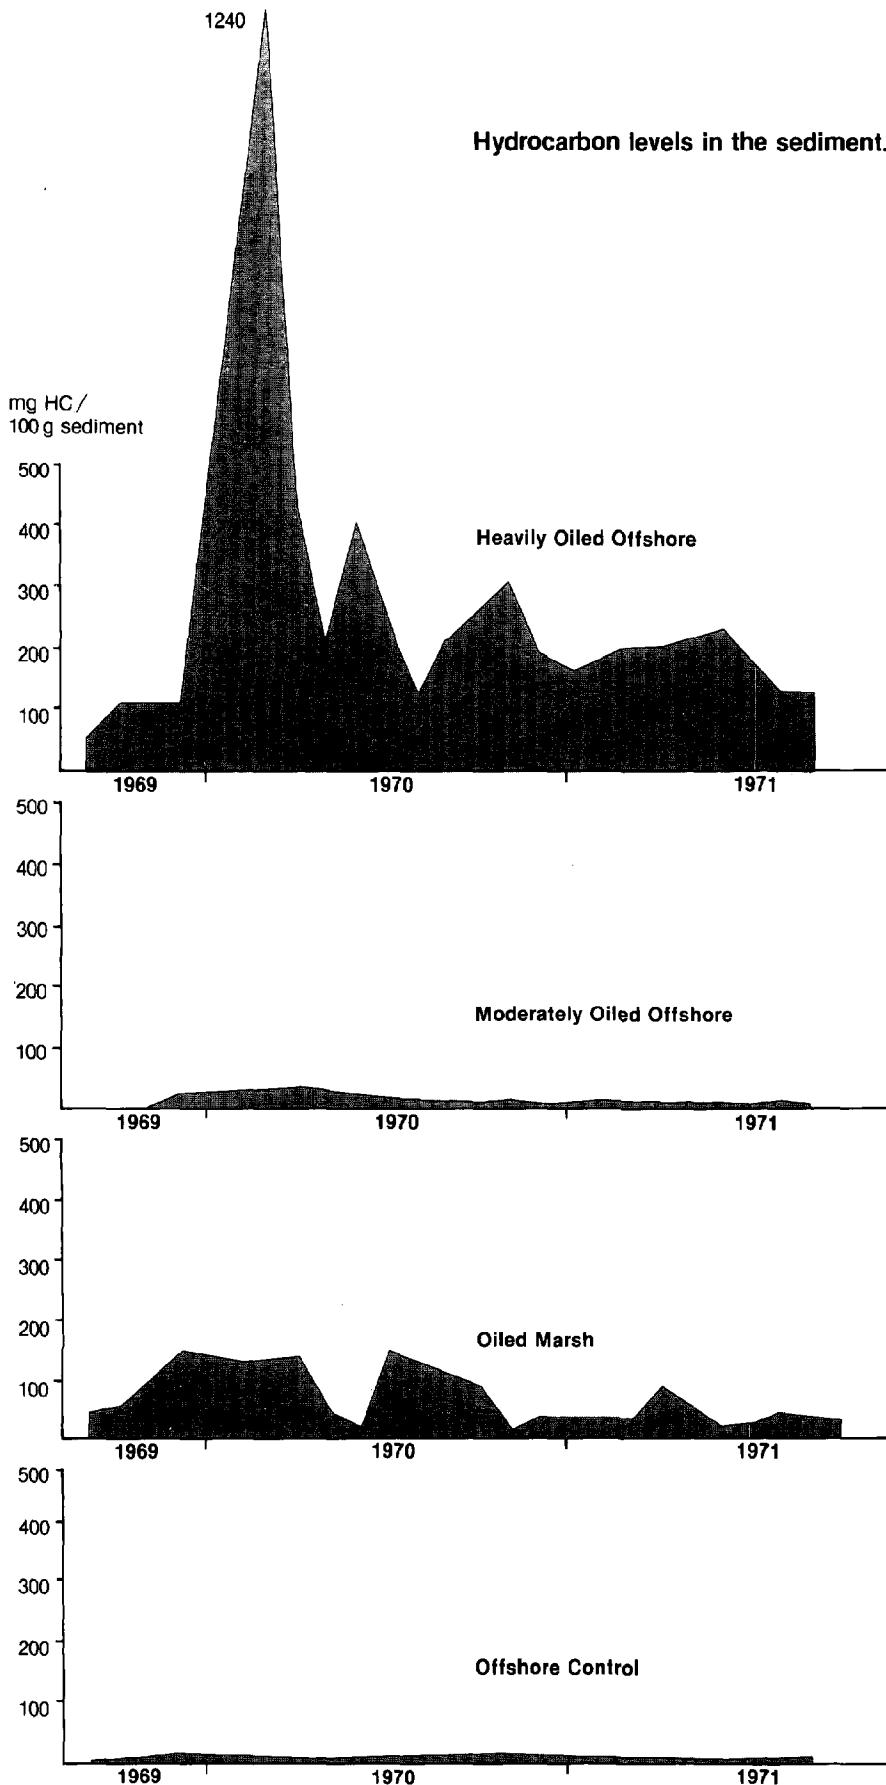 1240
Hydrocarbon levels in the sediment.
mg HC/
100 g sediment
500
400
300
200
100
Heavily Oiled Offshore
1969 1970 1971
500
400
300
200
100
Moderately Oiled Offshore
1969 1970 1971
500
400
300
200
100
Oiled Marsh
1969 1970 1971
500
400
300
200
100
Offshore Control
1969 1970 1971